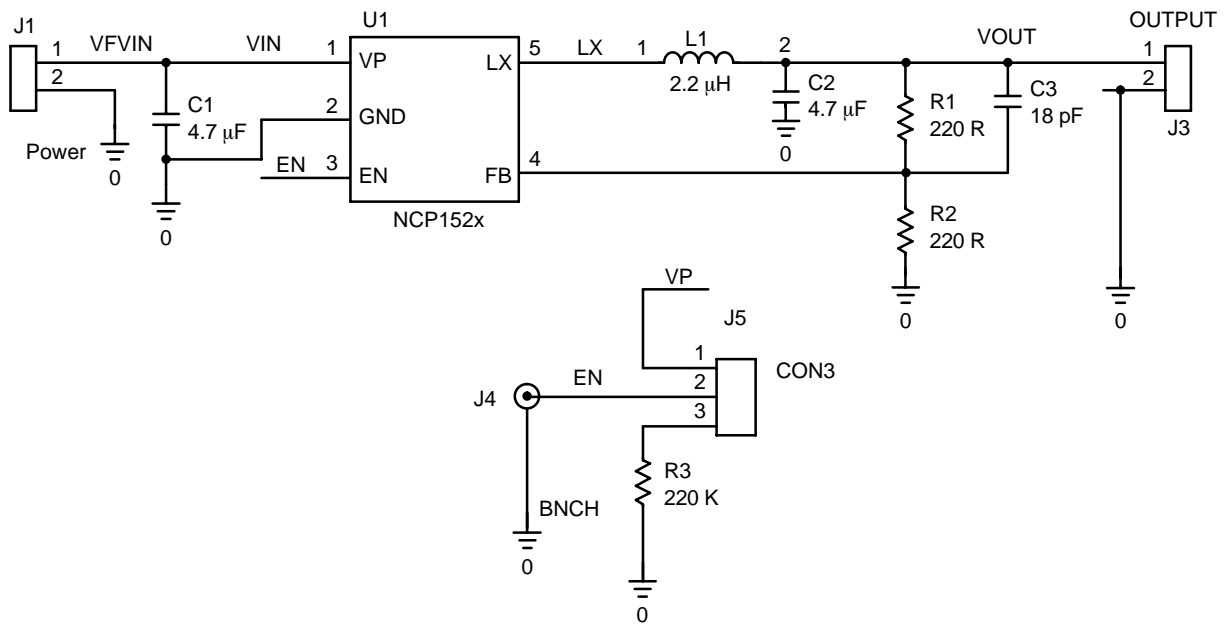 J1
1
2
Power
0
VFVIN
VIN
C1
4.7 μF
0
U1
1
VP
2
GND
EN
3
EN
LX
5
FB
4
NCP152x
LX
1
L1
2
2.2 μH
C2
4.7 μF
0
R1
220 R
R2
220 R
0
VOUT
C3
18 pF
OUTPUT
1
2
J3
0
VP
J5
1
2
3
CON3
J4
EN
BNCH
0
R3
220 K
0